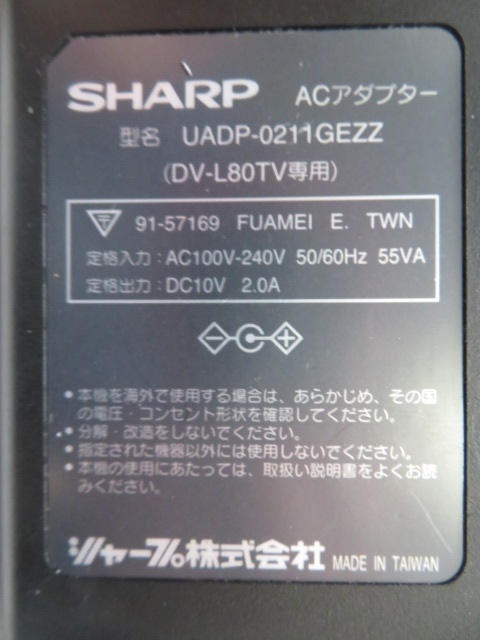 SHARP ACアダプター
型名 UADP-0211GEZZ
(DV-L80TV専用)
91-57169 FUAMEI E. TWN
定格入力:AC100V-240V 50/60Hz 55VA
定格出力:DC10V 2.0A
•本機を海外で使用する場合は、あらかじめ、その国
の電圧・コンセント形状を確認してください。
•分解・改造をしないでください。
•指定された機器以外には使用しないでください。
•本機の使用にあたっては、取扱い説明書をよくお読
みください。
シャープ株式会社 MADE IN TAIWAN